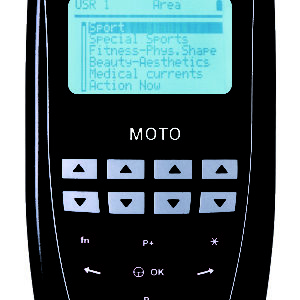 USR 1 Area
Sport
Special Sports
Fitness-Phys.Shape
Beauty-Aesthetics
Medical currents
Action Now
MOTO
fn P+ *
OK
P-